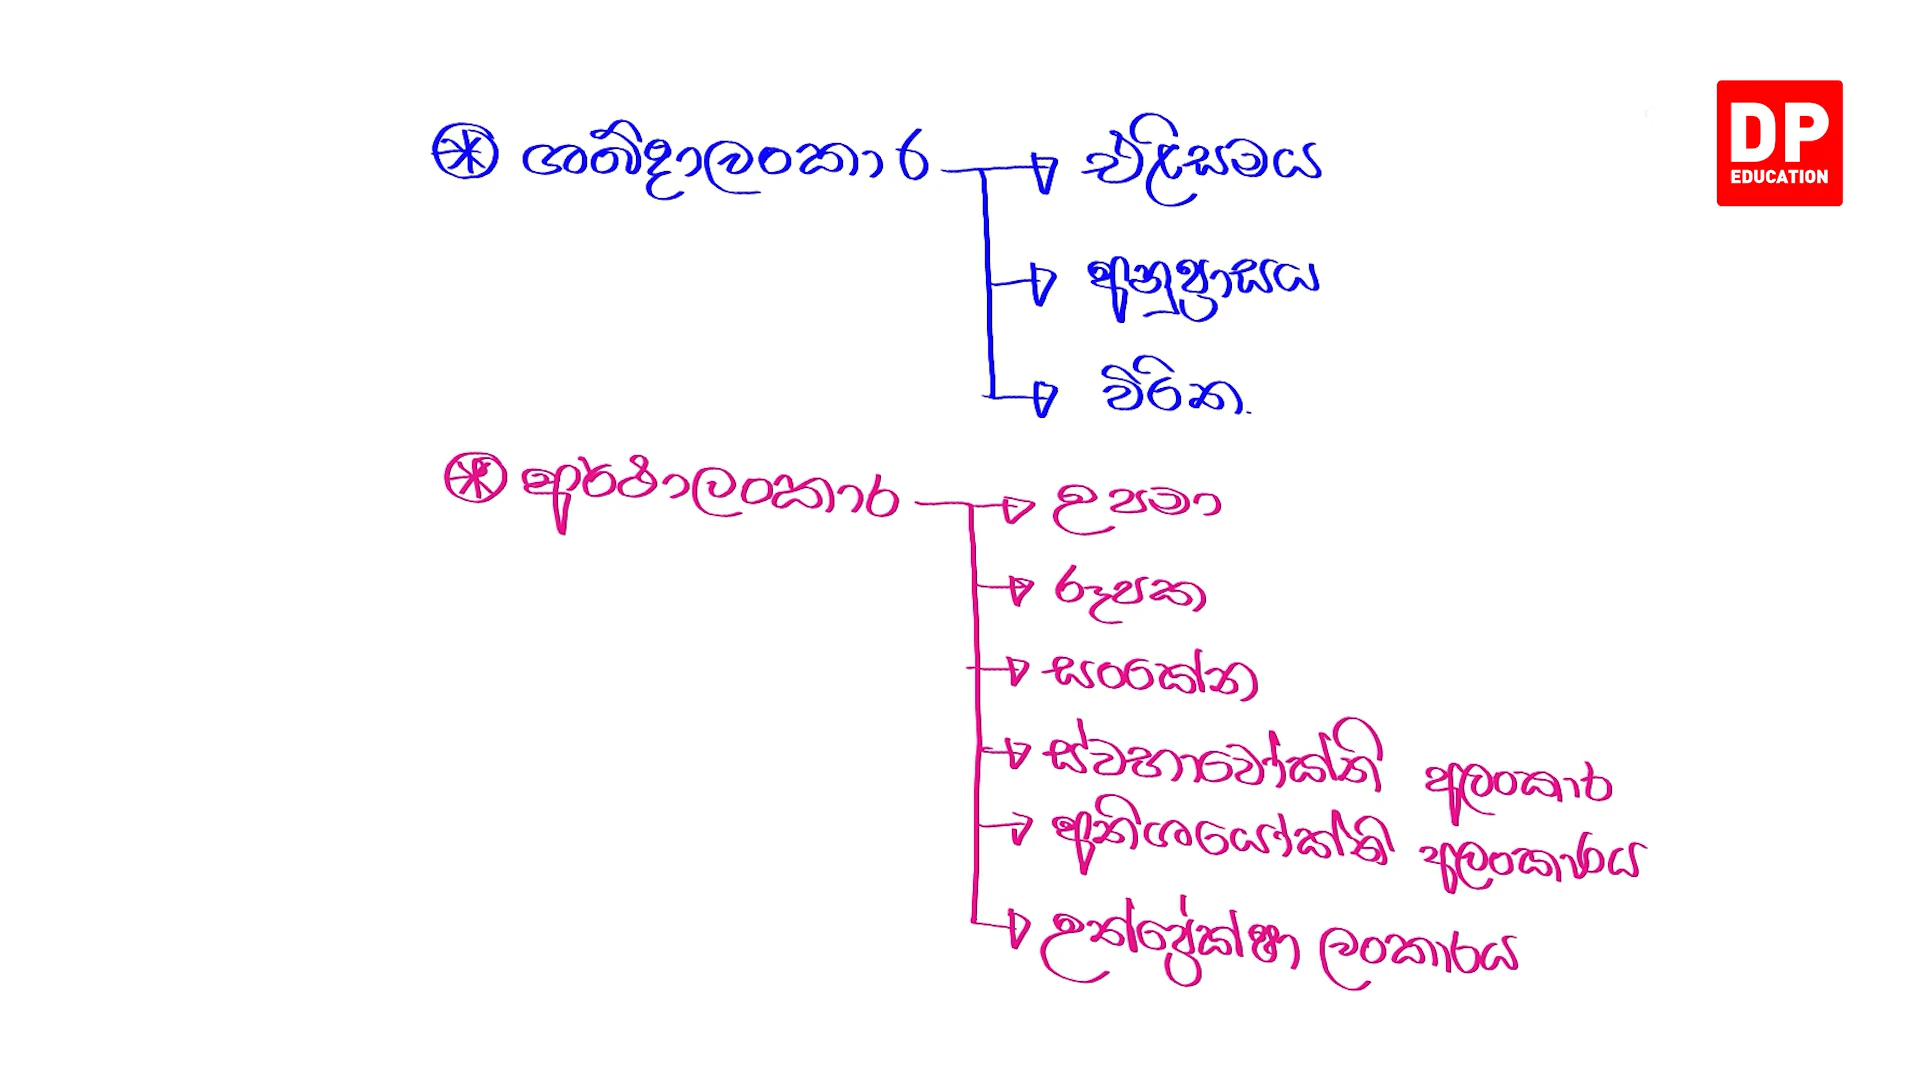 ශබ්දාලංකාර
එළිසමය
අනුප්‍රාසය
විරිත.
අර්ථාලංකාර
උපමා
රූපක
සංකේත
ස්වභාවෝක්ති අලංකාර
අතිශයෝක්ති අලංකාරය
උත්ප්‍රේක්ෂා ලංකාරය
DP
EDUCATION